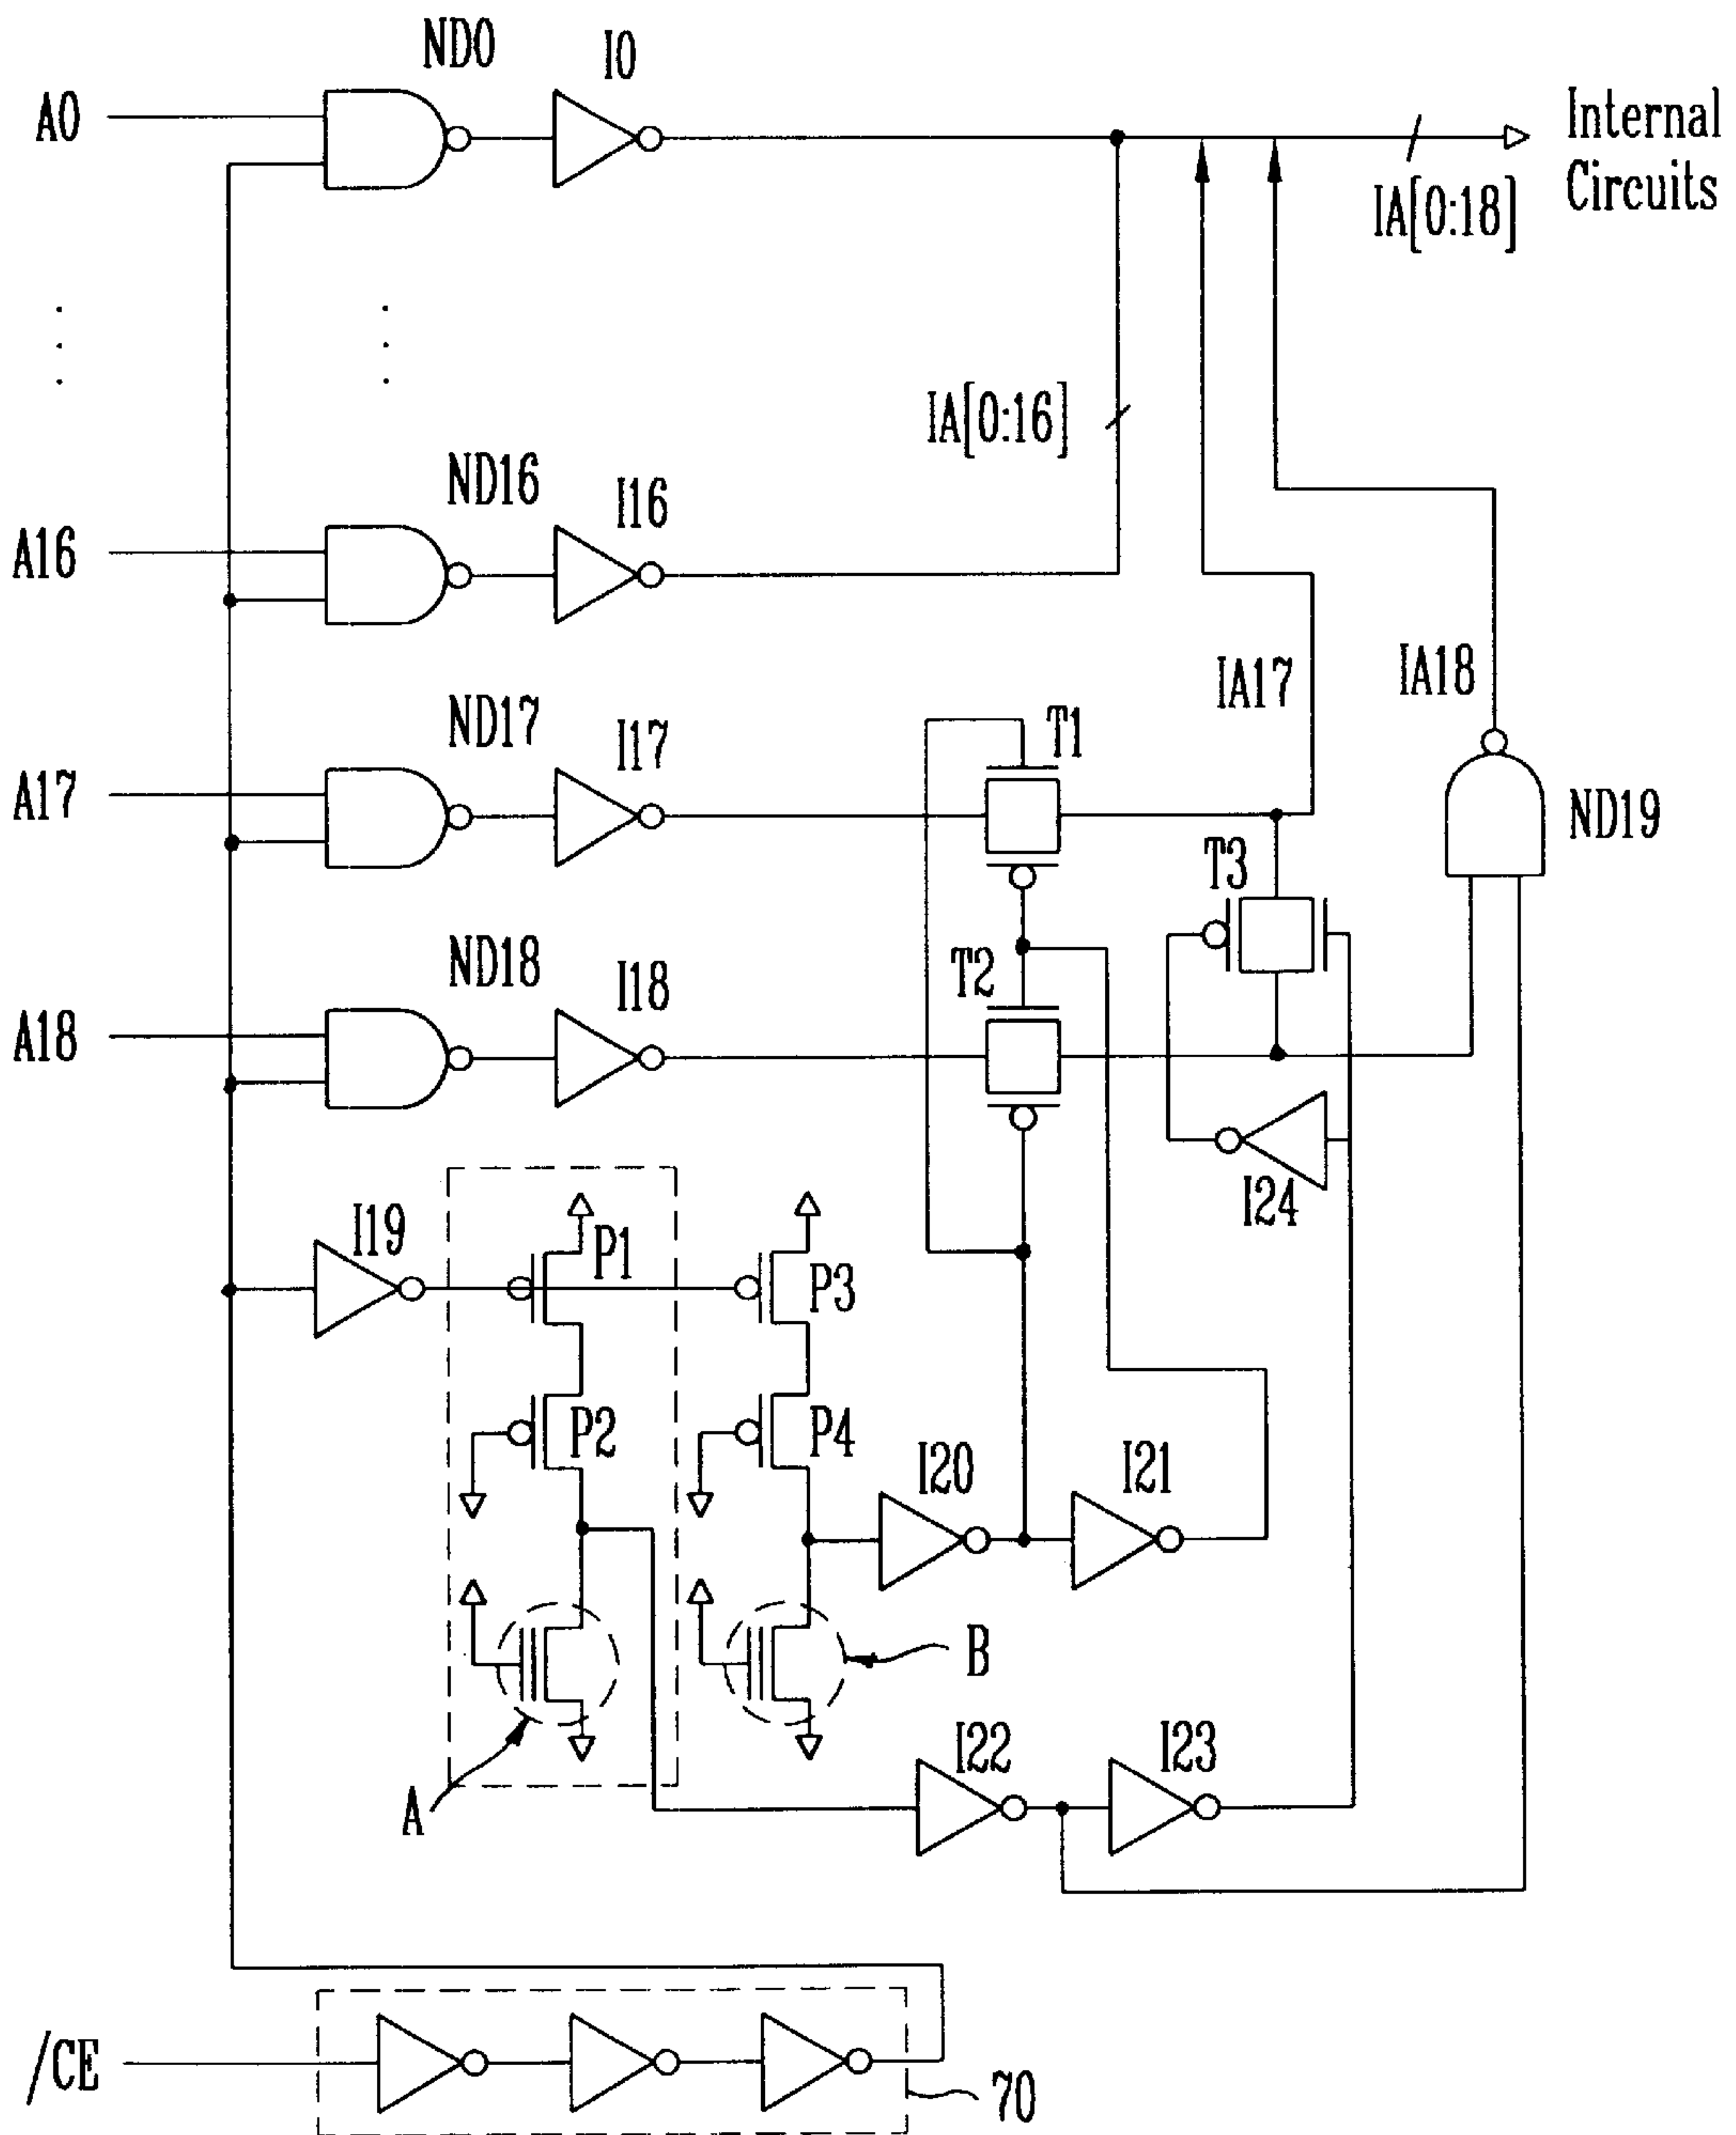 ND0
I0
A0
Internal
Circuits
IA[0:18]
IA[0:16]
ND16
I16
A16
IA17
IA18
ND17
I17
T1
A17
ND19
T3
ND18
I18
T2
A18
I24
I19
P1
P3
P2
P4
I20
I21
B
I22
I23
A
/CE
70